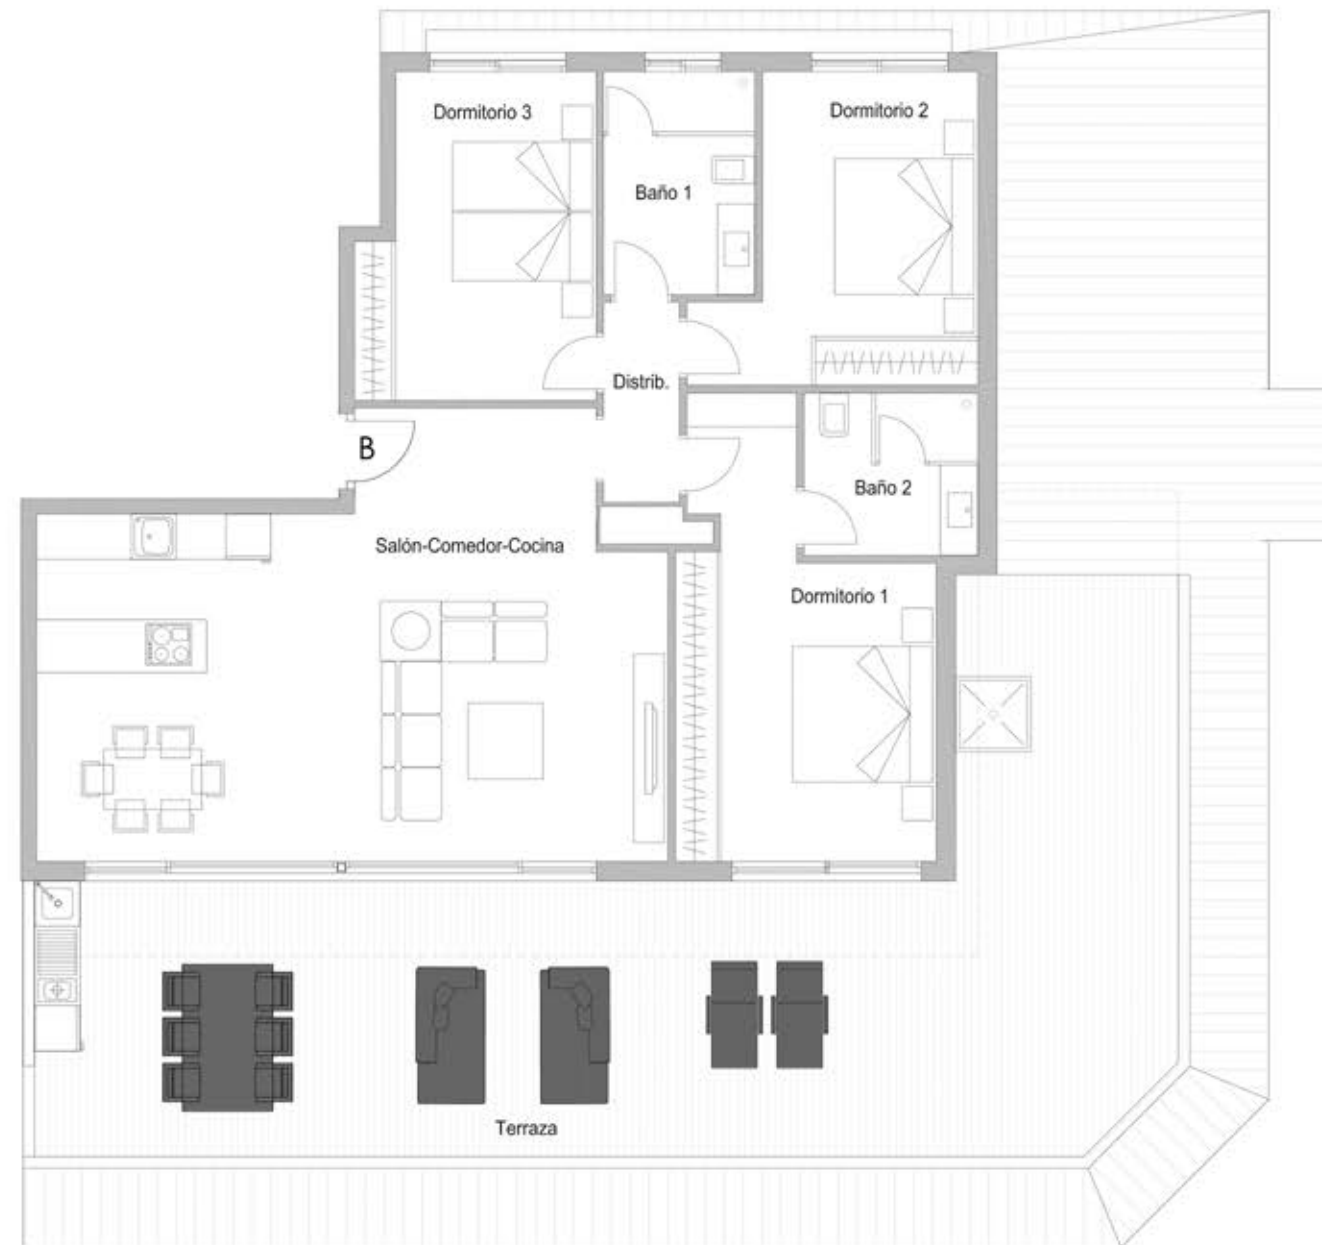 Dormitorio 3
Dormitorio 2
Baño 1
Distrib.
B
Baño 2
Salón-Comedor-Cocina
Dormitorio 1
Terraza